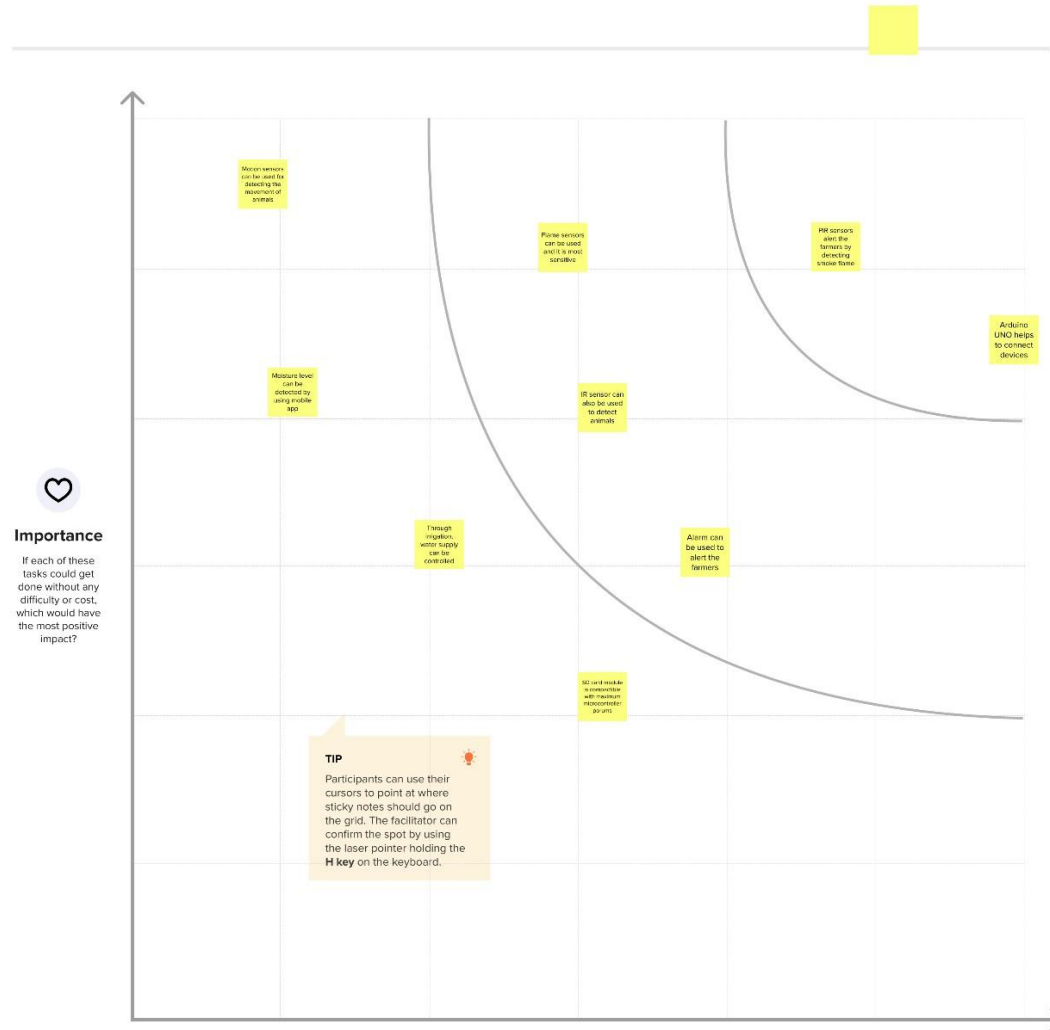 Motion sensors
can be used for
detecting the
movement of
animals
Flame sensors
can be used
and it is most
sensitive
PIR sensors
alert the
farmers by
detecting
smoke flame
Arduino
UNO helps
to connect
devices
Moisture level
can be
detected by
using mobile
app
IR sensor can
also be used
to detect
animals
Importance
If each of these
tasks could get
done without any
difficulty or cost,
which would have
the most positive
impact?
Through
irrigation,
water supply
can be
controlled
Alarm can
be used to
alert the
farmers
SD card module
is compactible
with maximum
microcontroller
TIP
Participants can use their
cursors to point at where
sticky notes should go on
the grid. The facilitator can
confirm the spot by using
the laser pointer holding the
H key on the keyboard.